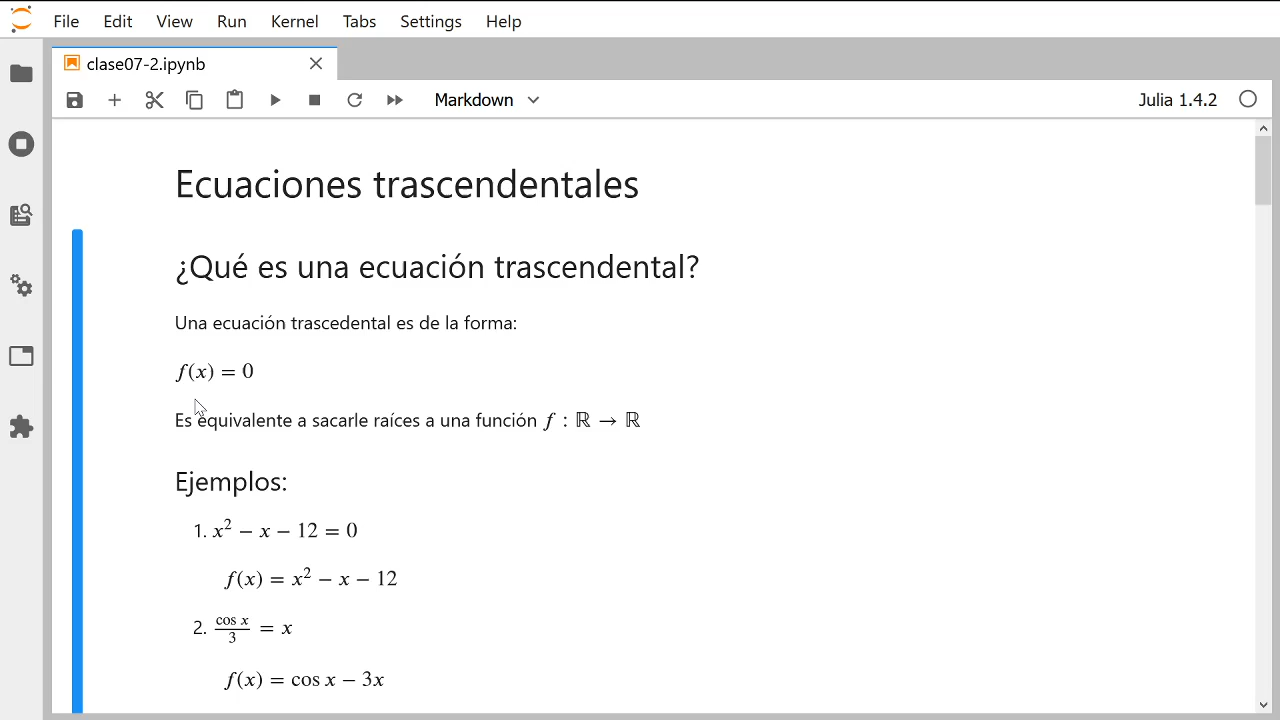 File Edit View Run Kernel Tabs Settings Help
clase07-2.ipynb
Markdown Julia 1.4.2
Ecuaciones trascendentales
¿Qué es una ecuación trascendental?
Una ecuación trascedental es de la forma:
f(x) = 0
Es equivalente a sacarle raíces a una función f : ℝ → ℝ
Ejemplos:
1. x² − x − 12 = 0
f(x) = x² − x − 12
2. cos x / 3 = x
f(x) = cos x − 3x